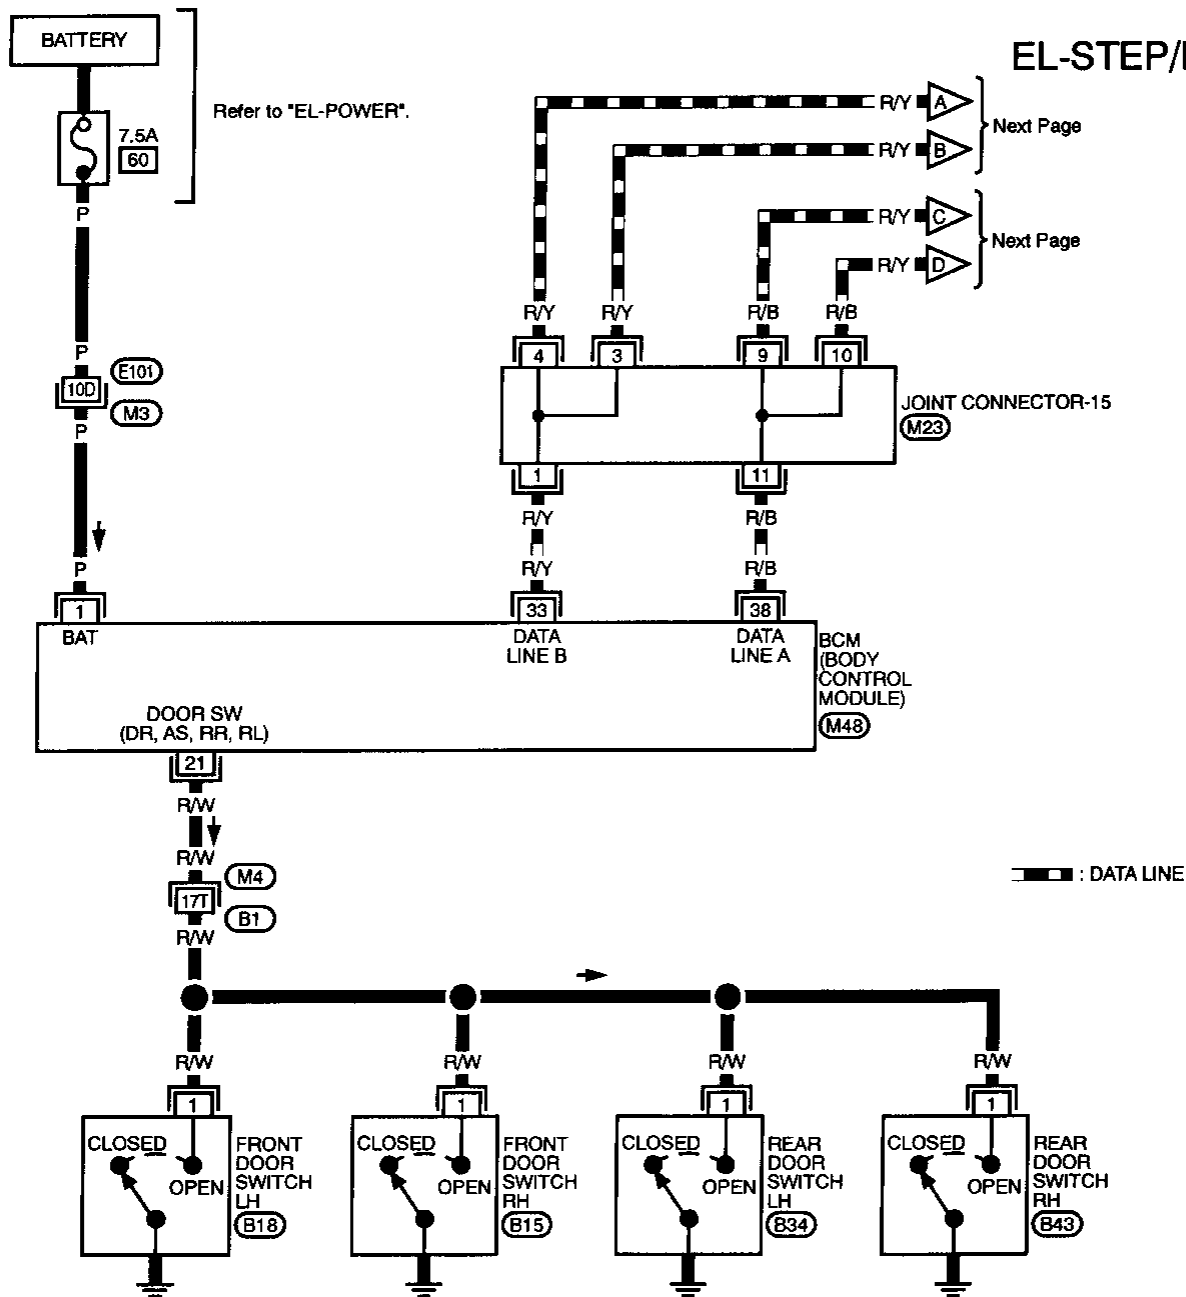 BATTERY
EL-STEP/
Refer to "EL-POWER".
7.5A
60
P
R/Y
A
R/Y
B
Next Page
R/Y
C
R/Y
D
Next Page
R/Y
R/Y
R/B
R/B
4
3
9
10
P
10D
E101
M3
P
JOINT CONNECTOR-15
M23
1
11
R/Y
R/B
R/Y
R/B
P
1
33
38
BAT
DATA
LINE B
DATA
LINE A
BCM
(BODY
CONTROL
MODULE)
M48
DOOR SW
(DR, AS, RR, RL)
21
R/W
R/W
M4
17T
B1
R/W
: DATA LINE
R/W
R/W
R/W
R/W
1
1
1
1
CLOSED
OPEN
FRONT
DOOR
SWITCH
LH
B18
CLOSED
OPEN
FRONT
DOOR
SWITCH
RH
B15
CLOSED
OPEN
REAR
DOOR
SWITCH
LH
B34
CLOSED
OPEN
REAR
DOOR
SWITCH
RH
B43